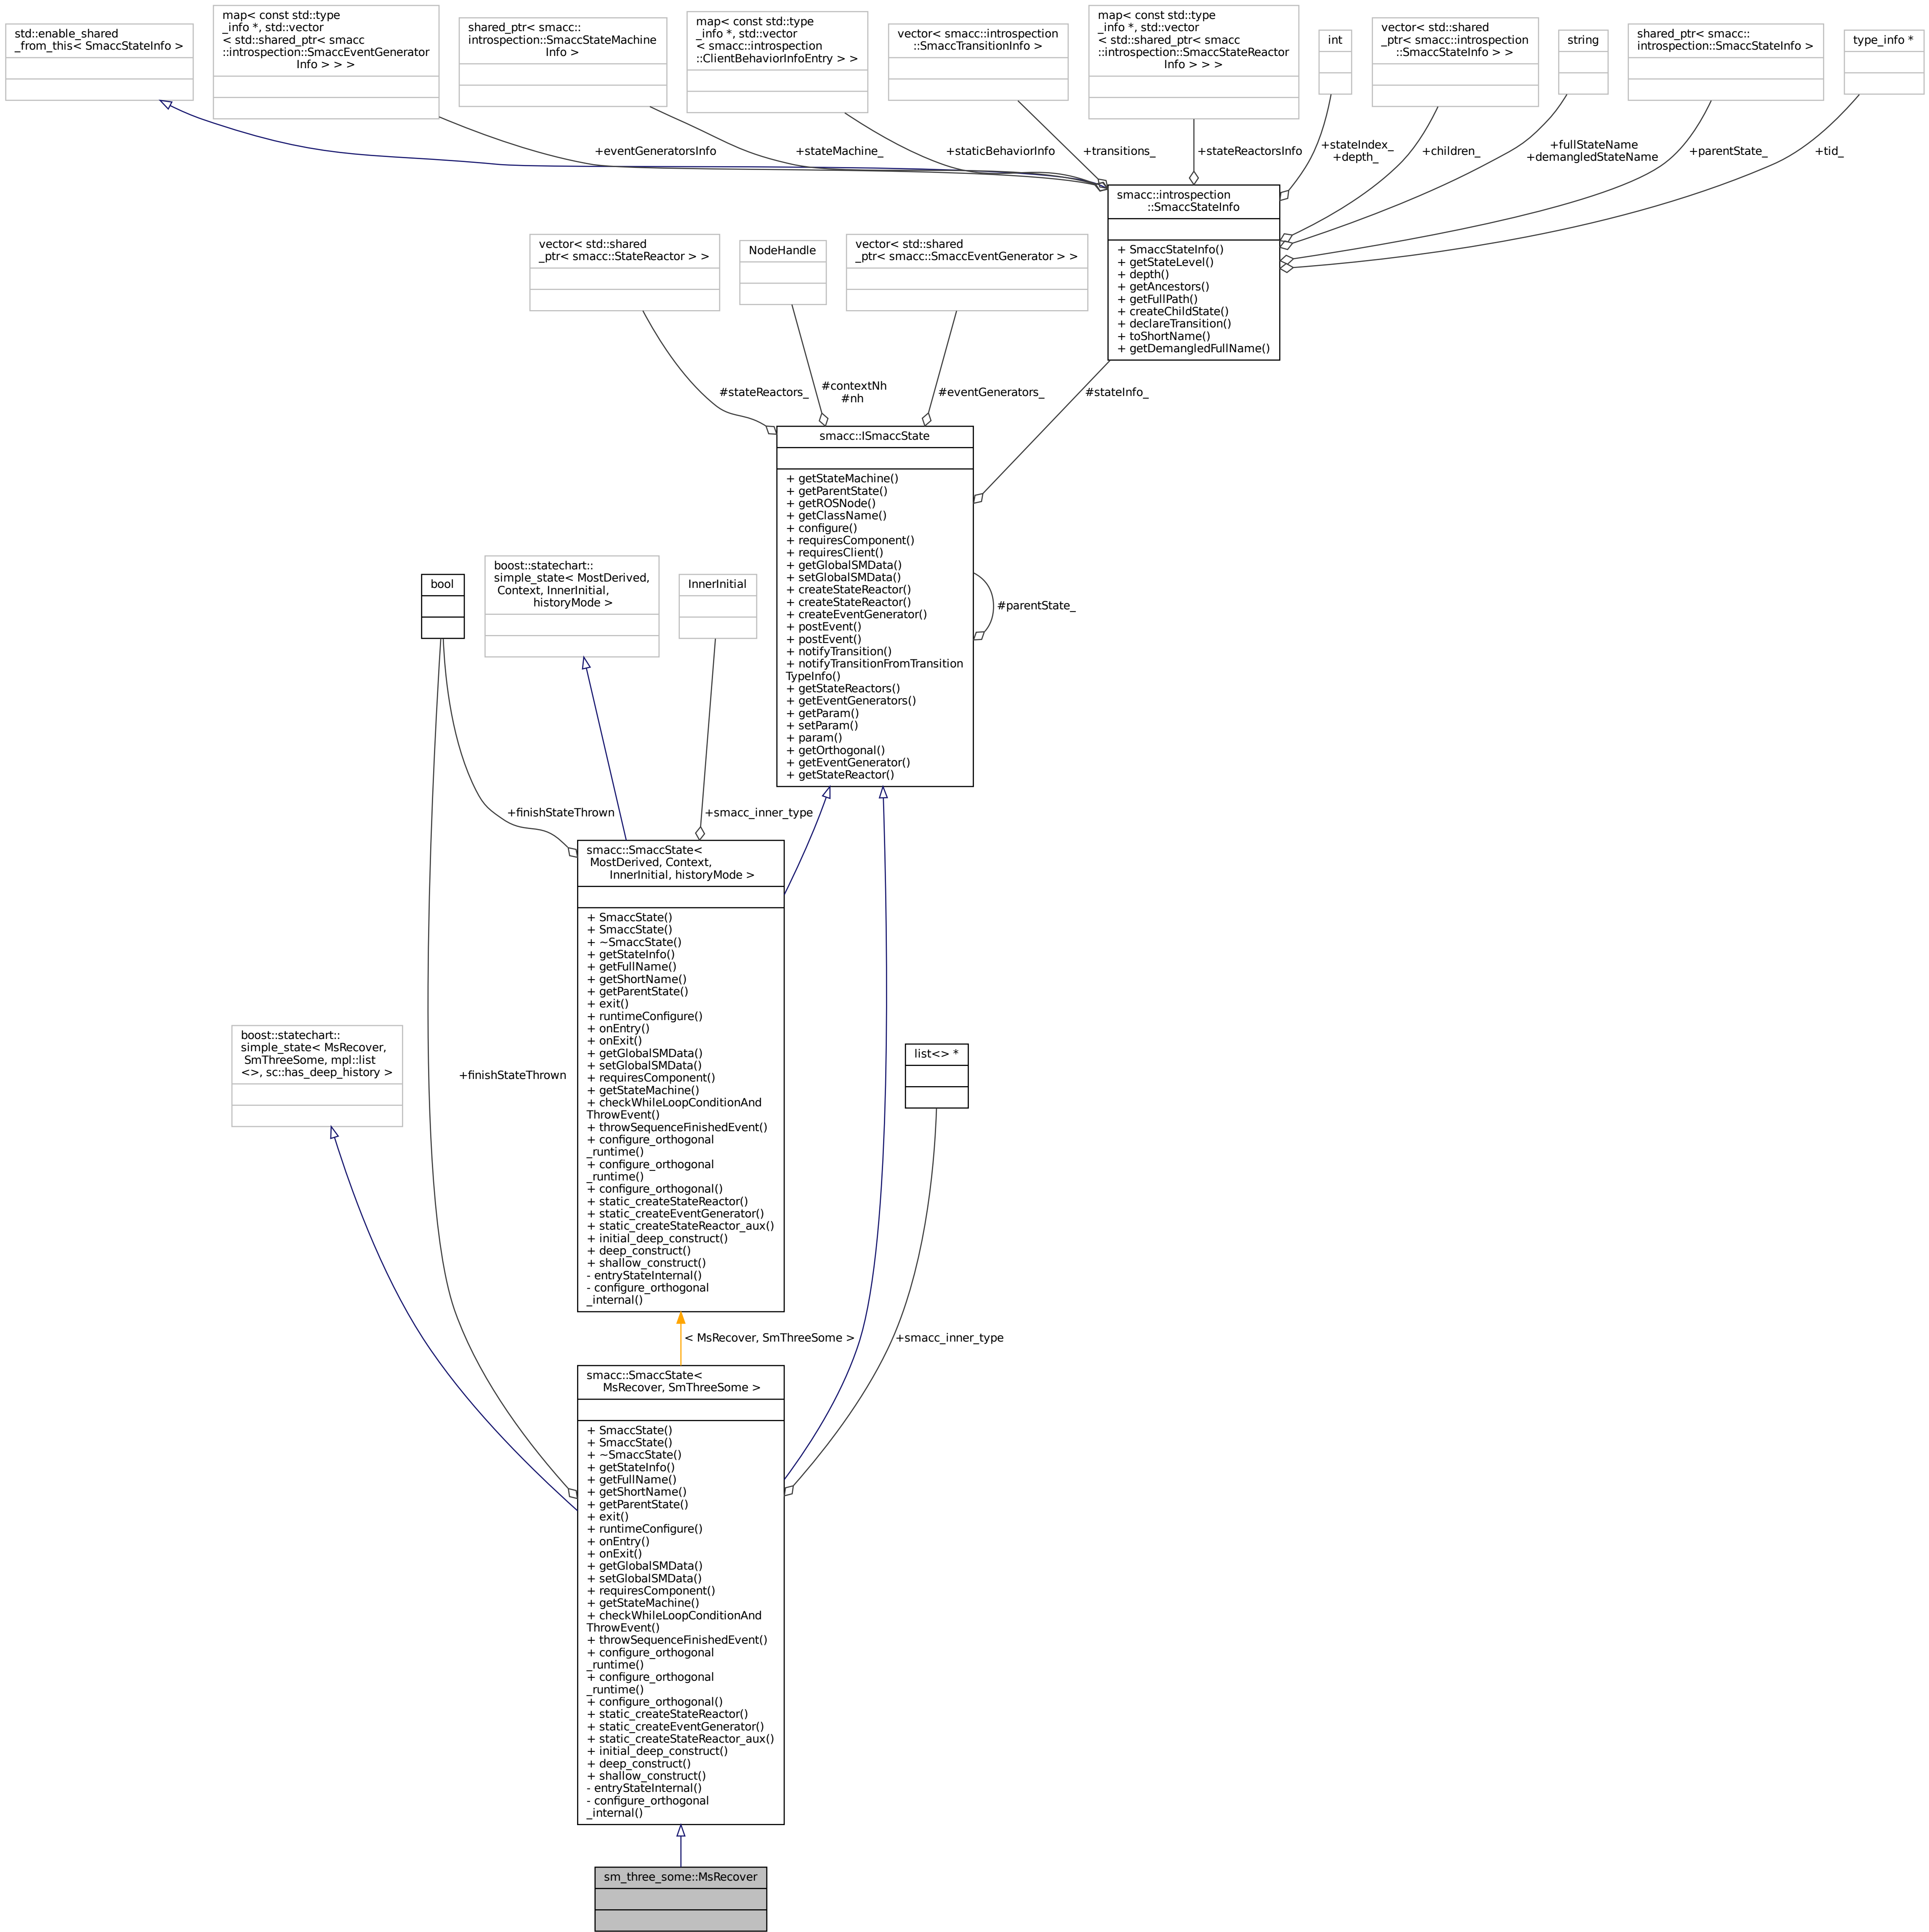 std::enable_shared
_from_this< SmaccStateInfo >
map< const std::type
_info *, std::vector
< std::shared_ptr< smacc
::introspection::SmaccEventGenerator
Info > > >
shared_ptr< smacc::
introspection::SmaccStateMachine
Info >
map< const std::type
_info *, std::vector
< smacc::introspection
::ClientBehaviorInfoEntry > >
vector< smacc::introspection
::SmaccTransitionInfo >
map< const std::type
_info *, std::vector
< std::shared_ptr< smacc
::introspection::SmaccStateReactor
Info > > >
int
vector< std::shared
_ptr< smacc::introspection
::SmaccStateInfo > >
string
shared_ptr< smacc::
introspection::SmaccStateInfo >
type_info *
+eventGeneratorsInfo
+stateMachine_
+staticBehaviorInfo
+transitions_
+stateReactorsInfo
+stateIndex_
+depth_
+children_
+fullStateName
+demangledStateName
+parentState_
+tid_
smacc::introspection
::SmaccStateInfo
+ SmaccStateInfo()
+ getStateLevel()
+ depth()
+ getAncestors()
+ getFullPath()
+ createChildState()
+ declareTransition()
+ toShortName()
+ getDemangledFullName()
vector< std::shared
_ptr< smacc::StateReactor > >
NodeHandle
vector< std::shared
_ptr< smacc::SmaccEventGenerator > >
#stateReactors_
#contextNh
#nh
#eventGenerators_
#stateInfo_
smacc::ISmaccState
+ getStateMachine()
+ getParentState()
+ getROSNode()
+ getClassName()
+ configure()
+ requiresComponent()
+ requiresClient()
+ getGlobalSMData()
+ setGlobalSMData()
+ createStateReactor()
+ createStateReactor()
+ createEventGenerator()
+ postEvent()
+ postEvent()
+ notifyTransition()
+ notifyTransitionFromTransition
TypeInfo()
+ getStateReactors()
+ getEventGenerators()
+ getParam()
+ setParam()
+ param()
+ getOrthogonal()
+ getEventGenerator()
+ getStateReactor()
#parentState_
bool
boost::statechart::
simple_state< MostDerived,
Context, InnerInitial,
historyMode >
InnerInitial
+finishStateThrown
+smacc_inner_type
smacc::SmaccState<
MostDerived, Context,
InnerInitial, historyMode >
+ SmaccState()
+ SmaccState()
+ ~SmaccState()
+ getStateInfo()
+ getFullName()
+ getShortName()
+ getParentState()
+ exit()
+ runtimeConfigure()
+ onEntry()
+ onExit()
+ getGlobalSMData()
+ setGlobalSMData()
+ requiresComponent()
+ getStateMachine()
+ checkWhileLoopConditionAnd
ThrowEvent()
+ throwSequenceFinishedEvent()
+ configure_orthogonal
_runtime()
+ configure_orthogonal
_runtime()
+ configure_orthogonal()
+ static_createStateReactor()
+ static_createEventGenerator()
+ static_createStateReactor_aux()
+ initial_deep_construct()
+ deep_construct()
+ shallow_construct()
- entryStateInternal()
- configure_orthogonal
_internal()
boost::statechart::
simple_state< MsRecover,
SmThreeSome, mpl::list
<>, sc::has_deep_history >
+finishStateThrown
list<> *
< MsRecover, SmThreeSome >
+smacc_inner_type
smacc::SmaccState<
MsRecover, SmThreeSome >
+ SmaccState()
+ SmaccState()
+ ~SmaccState()
+ getStateInfo()
+ getFullName()
+ getShortName()
+ getParentState()
+ exit()
+ runtimeConfigure()
+ onEntry()
+ onExit()
+ getGlobalSMData()
+ setGlobalSMData()
+ requiresComponent()
+ getStateMachine()
+ checkWhileLoopConditionAnd
ThrowEvent()
+ throwSequenceFinishedEvent()
+ configure_orthogonal
_runtime()
+ configure_orthogonal
_runtime()
+ configure_orthogonal()
+ static_createStateReactor()
+ static_createEventGenerator()
+ static_createStateReactor_aux()
+ initial_deep_construct()
+ deep_construct()
+ shallow_construct()
- entryStateInternal()
- configure_orthogonal
_internal()
sm_three_some::MsRecover